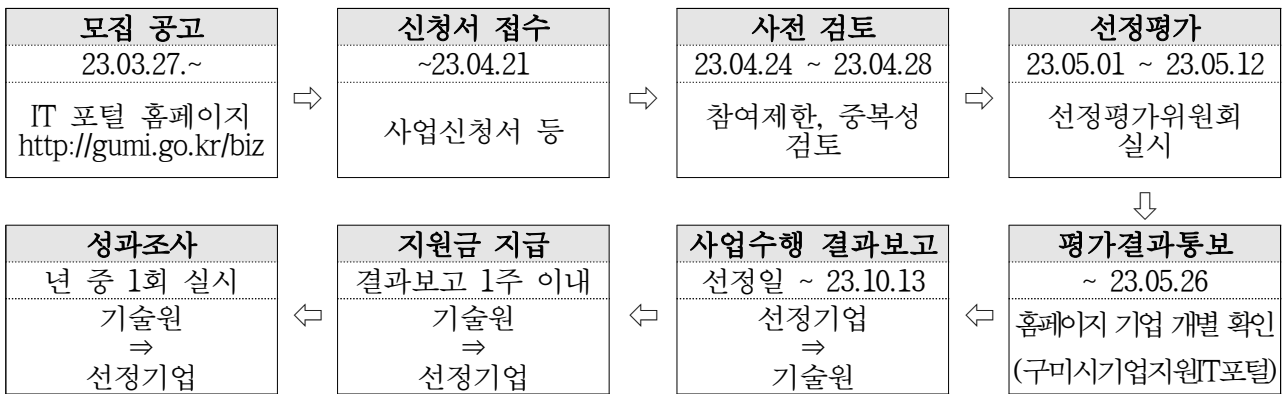 모집 공고
23.03.27.~
IT 포털 홈페이지
http://gumi.go.kr/biz
⇨
신청서 접수
~23.04.21
사업신청서 등
⇨
사전 검토
23.04.24 ~ 23.04.28
참여제한, 중복성
검토
⇨
선정평가
23.05.01 ~ 23.05.12
선정평가위원회
실시
⇩
평가결과통보
~ 23.05.26
홈페이지 기업 개별 확인
(구미시기업지원IT포털)
⇦
사업수행 결과보고
선정일 ~ 23.10.13
선정기업
⇒
기술원
⇦
지원금 지급
결과보고 1주 이내
기술원
⇒
선정기업
⇦
성과조사
년 중 1회 실시
기술원
⇒
선정기업